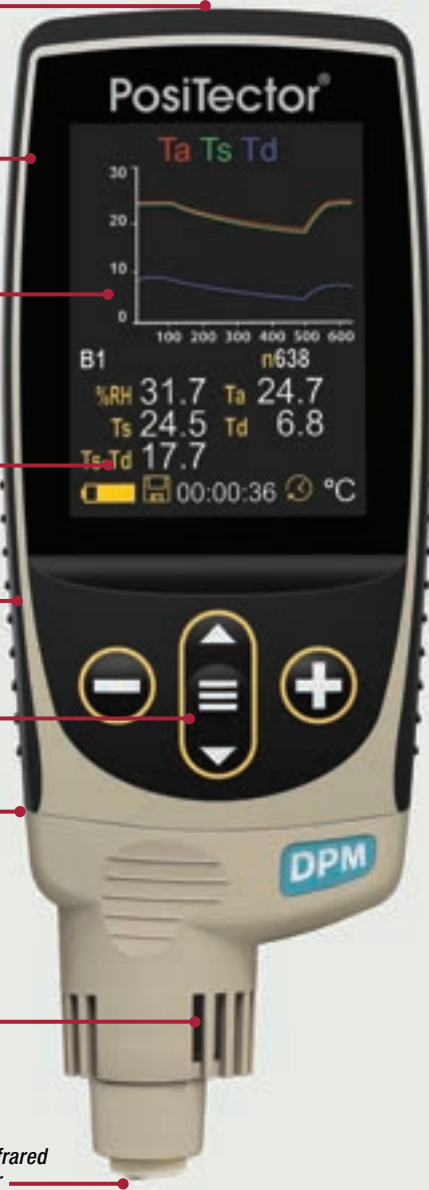 PosiTector®
Ta Ts Td
30
20
10
0
100 200 300 400 500 600
B1 n638
%RH 31.7 Ta 24.7
Ts 24.5 Td 6.8
Ts-Td 17.7
00:00:36 °C
DPM